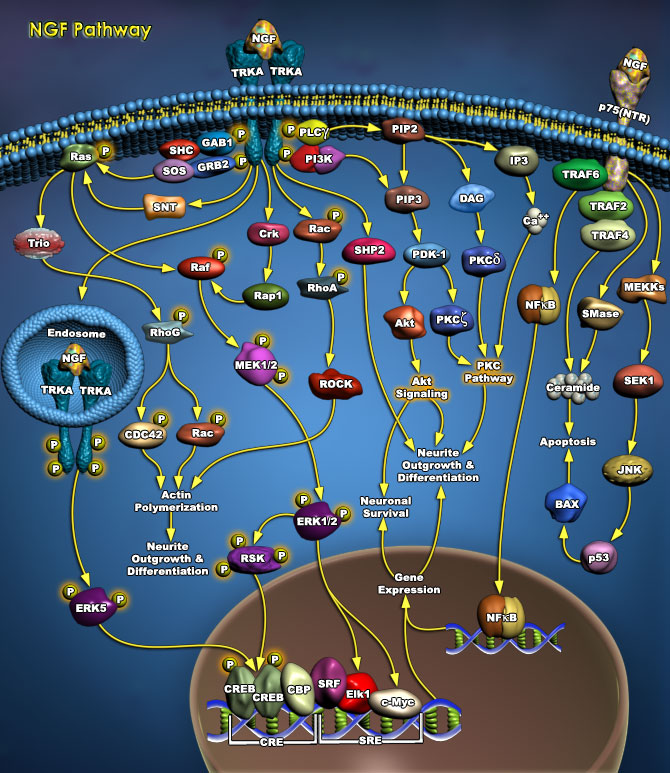 NGF Pathway
NGF
TRKA TRKA
NGF
p75(NTR)
P
P
P
P
P
Ras
SHC
GAB1
SOS
GRB2
PLCγ
PI3K
PIP2
IP3
TRAF6
SNT
PIP3
DAG
TRAF2
TRAF4
Ca++
Trio
Crk
Rac
P
SHP2
PDK-1
PKCδ
Raf
P
Rap1
RhoA
P
NFκB
SMase
MEKKs
Endosome
NGF
TRKA TRKA
RhoG
P
Akt
PKCζ
MEK1/2
P
P
ROCK
PKC
Pathway
Akt
Signaling
Ceramide
SEK1
P
P
P
P
CDC42
P
Rac
P
Apoptosis
Neurite
Outgrowth &
Differentiation
JNK
Actin
Polymerization
Neuronal
Survival
BAX
ERK1/2
P
P
Neurite
Outgrowth &
Differentiation
RSK
P
P
p53
Gene
Expression
ERK5
P
P
NFκB
P
P
CREB
CREB
CBP
SRF
Elk1
c-Myc
CRE
SRE